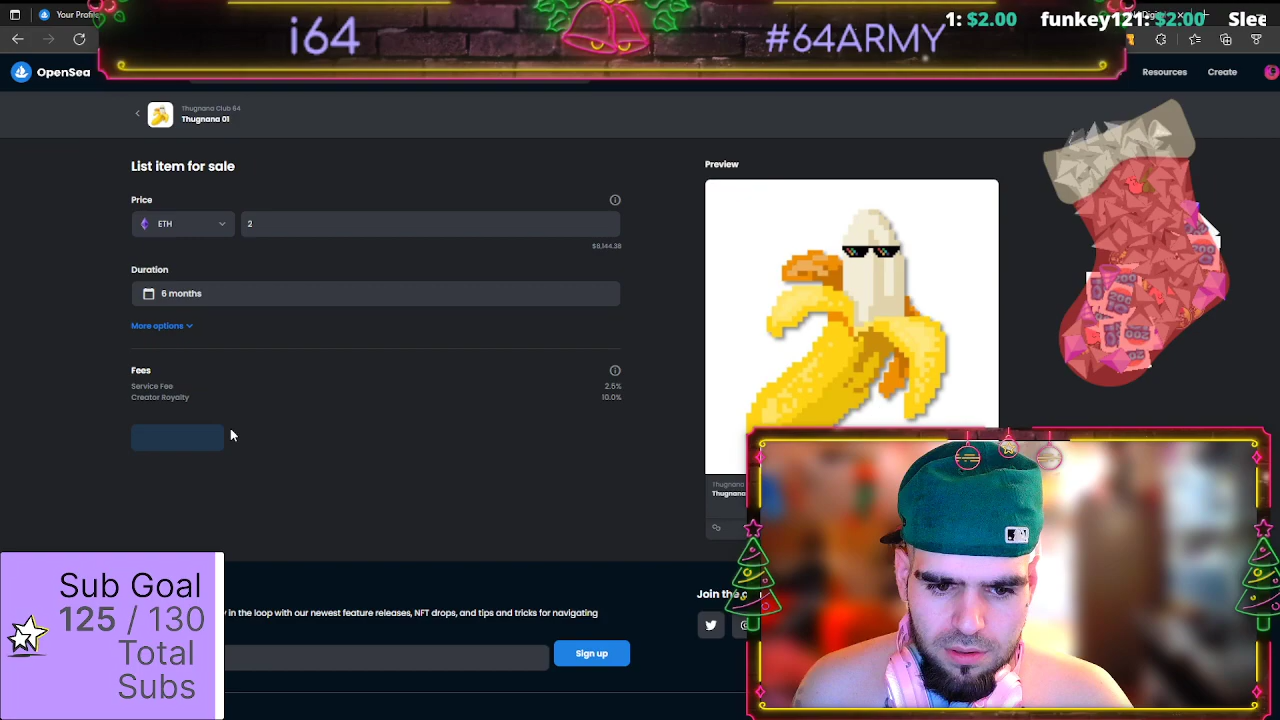 Your Profile
i64
#64ARMY
1: $2.00 funkey121: $2.00 Slee
OpenSea
Resources
Create
Thugnana Club 64
Thugnana 01
List item for sale
Preview
Price
ETH
2
$8,144.38
Duration
6 months
More options
Fees
Service Fee
2.5%
Creator Royalty
10.0%
Thugnana
Thugnana
Sub Goal
125 / 130
Total
Subs
y in the loop with our newest feature releases, NFT drops, and tips and tricks for navigating
Join the c
Sign up